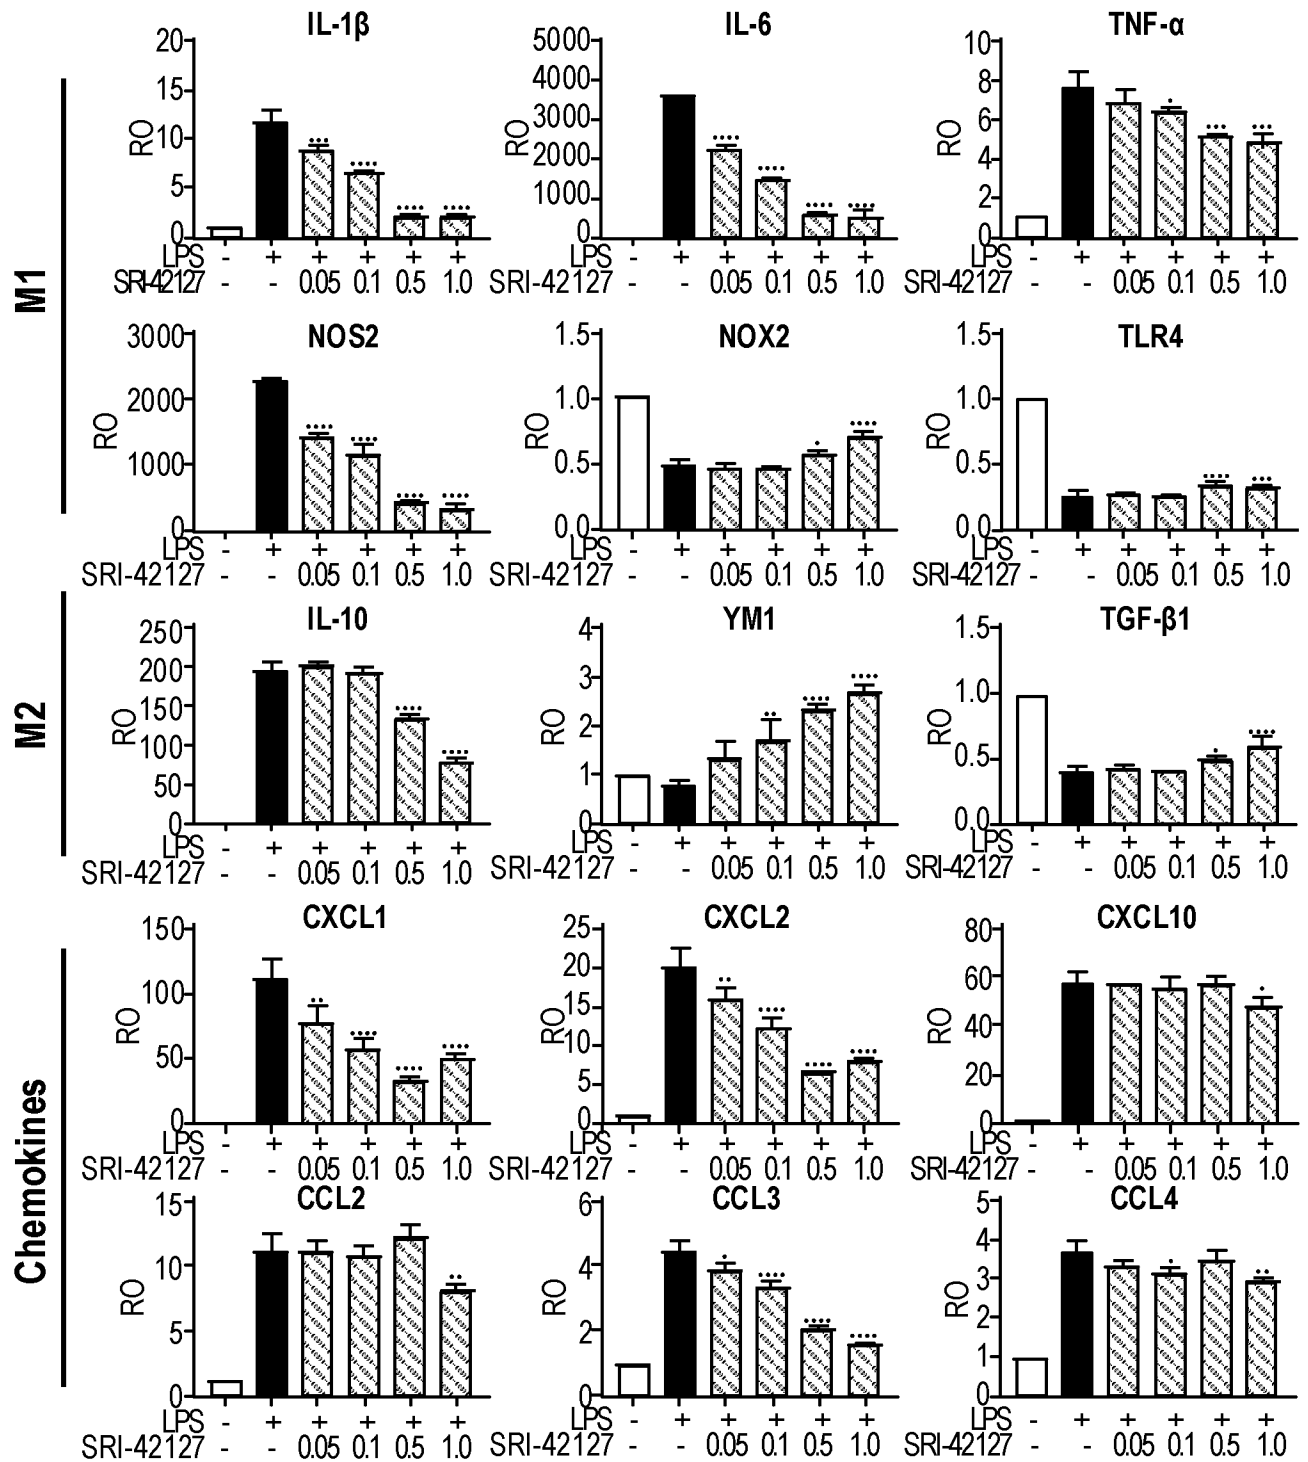 M1
IL-1β
20
15
10
5
0
RO
LPS - + + + + +
SRI-42127 - - 0.05 0.1 0.5 1.0
IL-6
5000
4000
3000
2000
1000
0
RO
LPS - + + + + +
SRI-42127 - - 0.05 0.1 0.5 1.0
TNF-α
10
8
6
4
2
0
RO
LPS - + + + + +
SRI-42127 - - 0.05 0.1 0.5 1.0
NOS2
3000
2000
1000
0
RO
LPS - + + + + +
SRI-42127 - - 0.05 0.1 0.5 1.0
NOX2
1.5
1.0
0.5
0.0
RO
LPS - + + + + +
SRI-42127 - - 0.05 0.1 0.5 1.0
TLR4
1.5
1.0
0.5
0.0
RO
LPS - + + + + +
SRI-42127 - - 0.05 0.1 0.5 1.0
M2
IL-10
250
200
150
100
50
0
RO
LPS - + + + + +
SRI-42127 - - 0.05 0.1 0.5 1.0
YM1
4
3
2
1
0
RO
LPS - + + + + +
SRI-42127 - - 0.05 0.1 0.5 1.0
TGF-β1
1.5
1.0
0.5
0.0
RO
LPS - + + + + +
SRI-42127 - - 0.05 0.1 0.5 1.0
Chemokines
CXCL1
150
100
50
0
RO
LPS - + + + + +
SRI-42127 - - 0.05 0.1 0.5 1.0
CXCL2
25
20
15
10
5
0
RO
LPS - + + + + +
SRI-42127 - - 0.05 0.1 0.5 1.0
CXCL10
80
60
40
20
0
RO
LPS - + + + + +
SRI-42127 - - 0.05 0.1 0.5 1.0
CCL2
15
10
5
0
RO
LPS - + + + + +
SRI-42127 - - 0.05 0.1 0.5 1.0
CCL3
6
4
2
0
RO
LPS - + + + + +
SRI-42127 - - 0.05 0.1 0.5 1.0
CCL4
5
4
3
2
1
0
RO
LPS - + + + + +
SRI-42127 - - 0.05 0.1 0.5 1.0